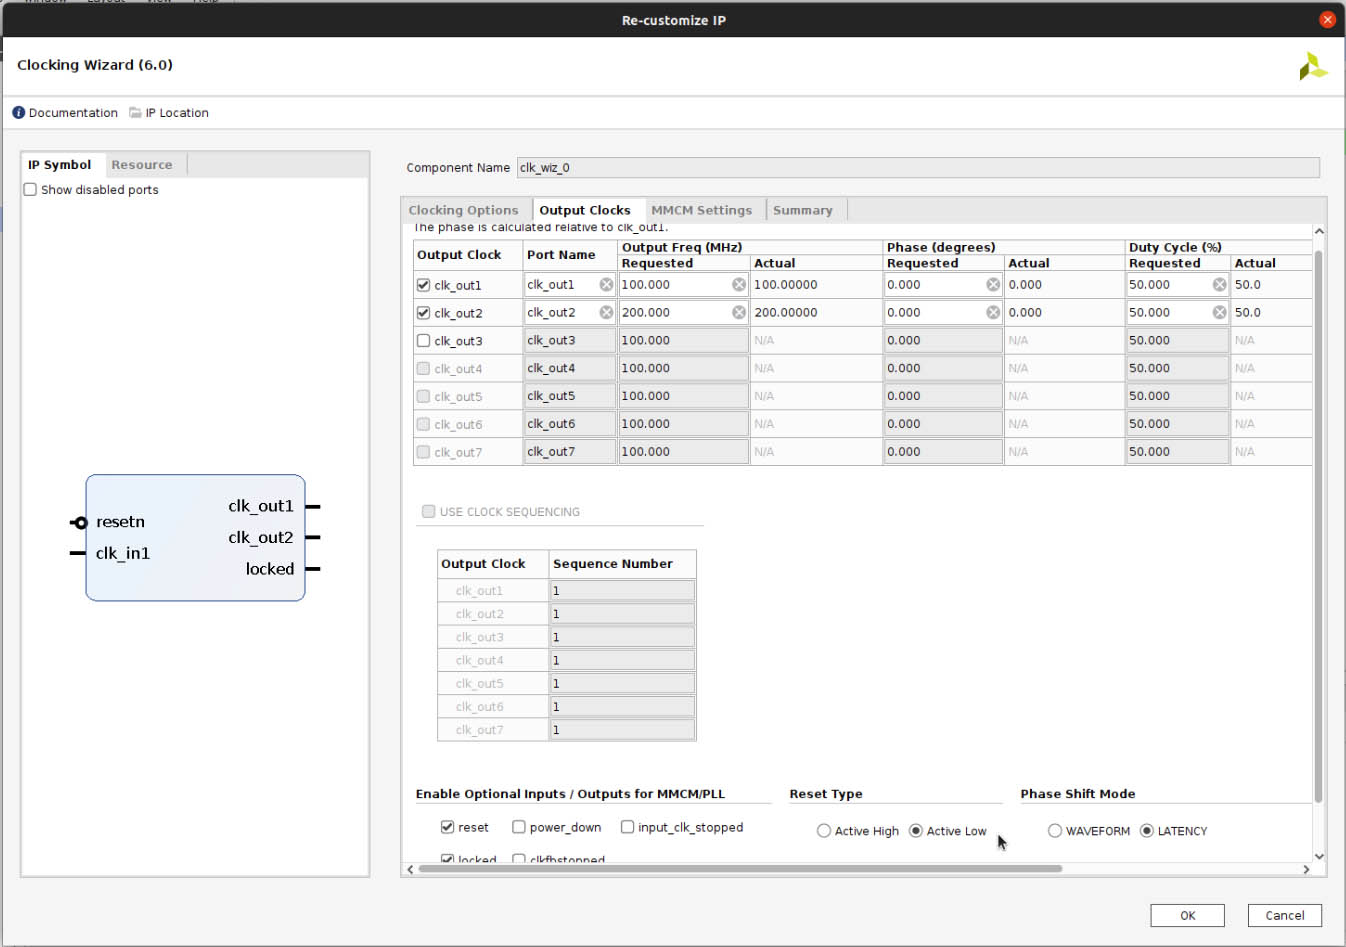 Window Layout View Help
Re-customize IP
Clocking Wizard (6.0)
Documentation IP Location
IP Symbol Resource
Show disabled ports
resetn
clk_in1
clk_out1
clk_out2
locked
Component Name clk_wiz_0
Clocking Options Output Clocks MMCM Settings Summary
The phase is calculated relative to clk_out1.
Output Clock Port Name Output Freq (MHz) Phase (degrees) Duty Cycle (%)
Requested Actual Requested Actual Requested Actual
clk_out1 clk_out1 100.000 100.00000 0.000 0.000 50.000 50.0
clk_out2 clk_out2 200.000 200.00000 0.000 0.000 50.000 50.0
clk_out3 clk_out3 100.000 N/A 0.000 N/A 50.000 N/A
clk_out4 clk_out4 100.000 N/A 0.000 N/A 50.000 N/A
clk_out5 clk_out5 100.000 N/A 0.000 N/A 50.000 N/A
clk_out6 clk_out6 100.000 N/A 0.000 N/A 50.000 N/A
clk_out7 clk_out7 100.000 N/A 0.000 N/A 50.000 N/A
USE CLOCK SEQUENCING
Output Clock Sequence Number
clk_out1 1
clk_out2 1
clk_out3 1
clk_out4 1
clk_out5 1
clk_out6 1
clk_out7 1
Enable Optional Inputs / Outputs for MMCM/PLL Reset Type Phase Shift Mode
reset power_down input_clk_stopped Active High Active Low WAVEFORM LATENCY
locked clkfbstopped
OK Cancel